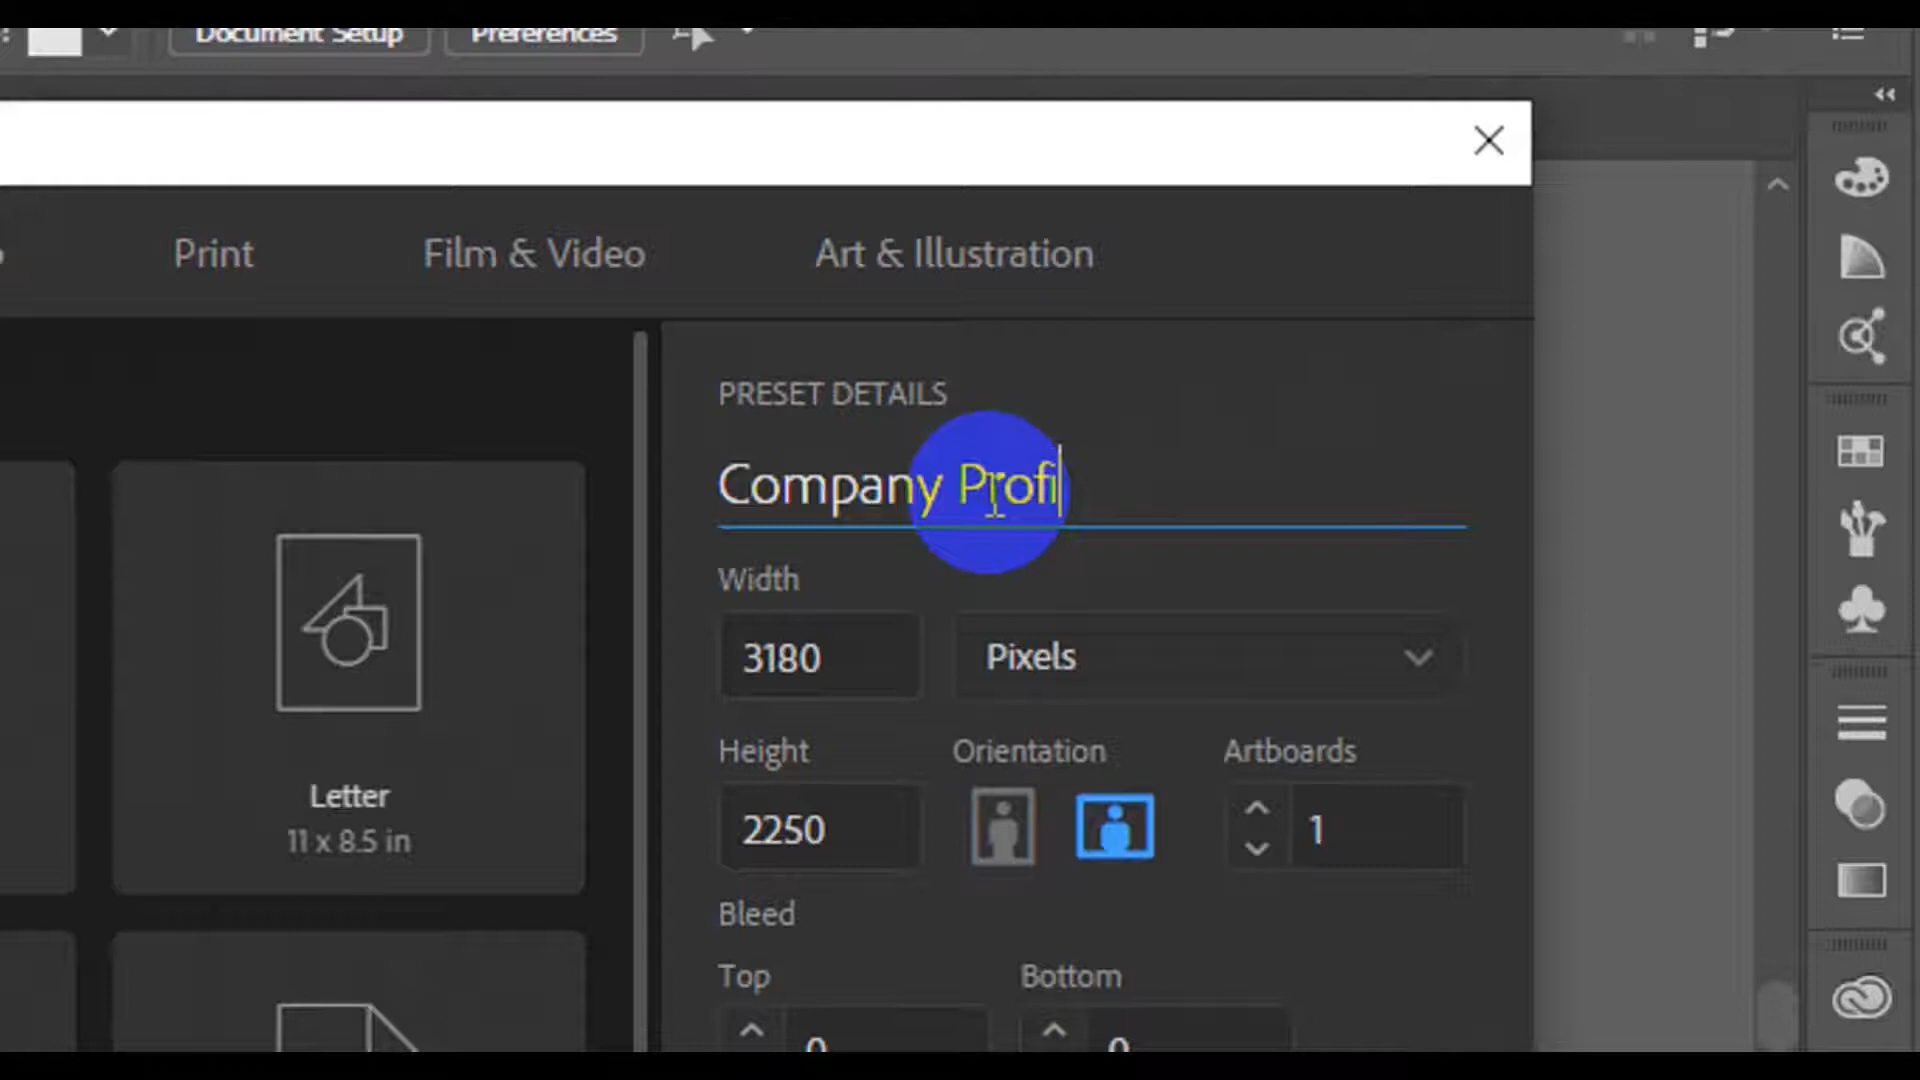 Document Setup Preferences
Print Film & Video Art & Illustration
PRESET DETAILS
Company Profi
Width
3180 Pixels
Height Orientation Artboards
2250 1
Letter
11 x 8.5 in
Bleed
Top Bottom
0 0